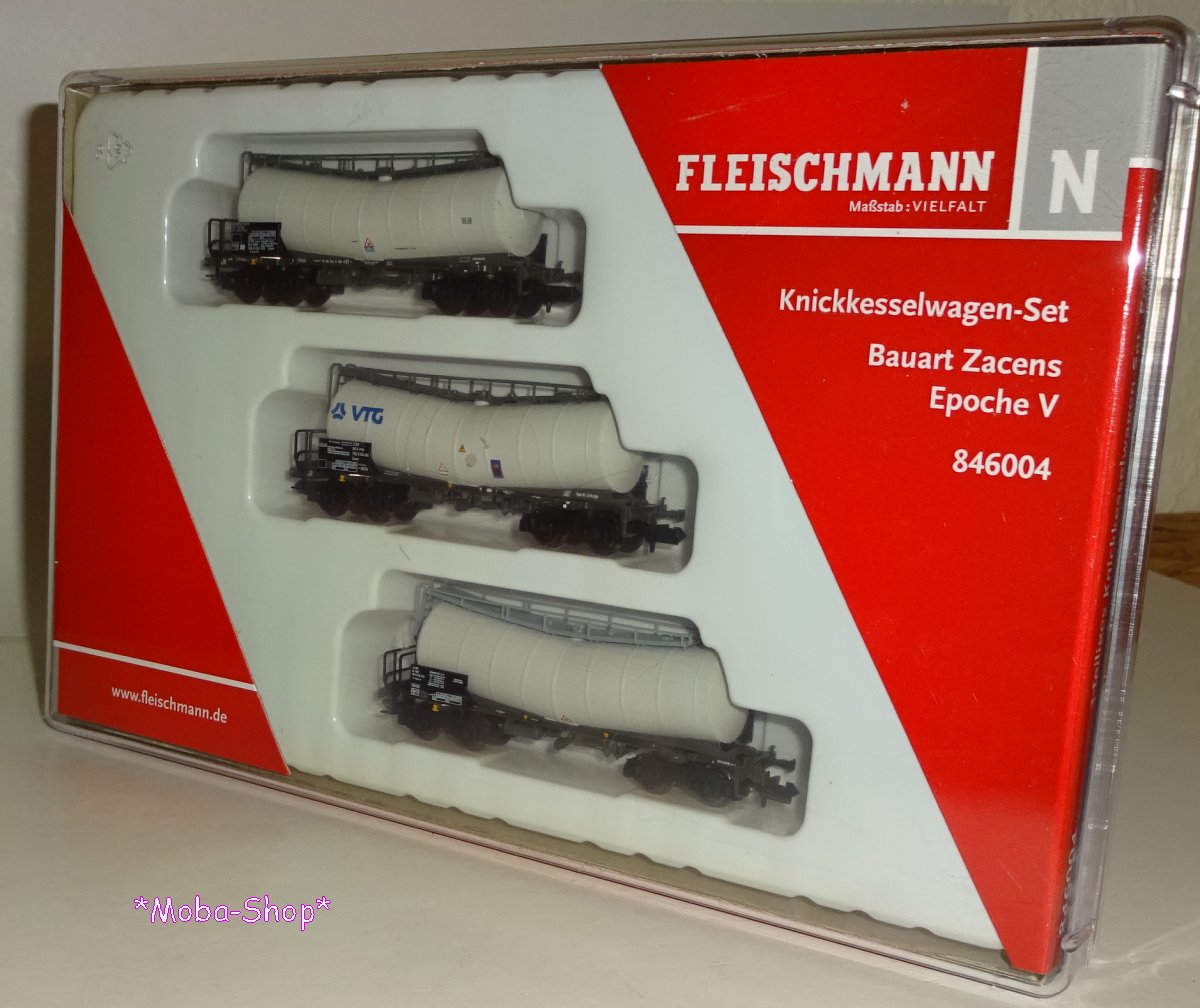 FLEISCHMANN
Maßstab : VIELFALT
N
Knickkesselwagen-Set
Bauart Zacens
Epoche V
846004
VTG
www.fleischmann.de
*Moba-Shop*